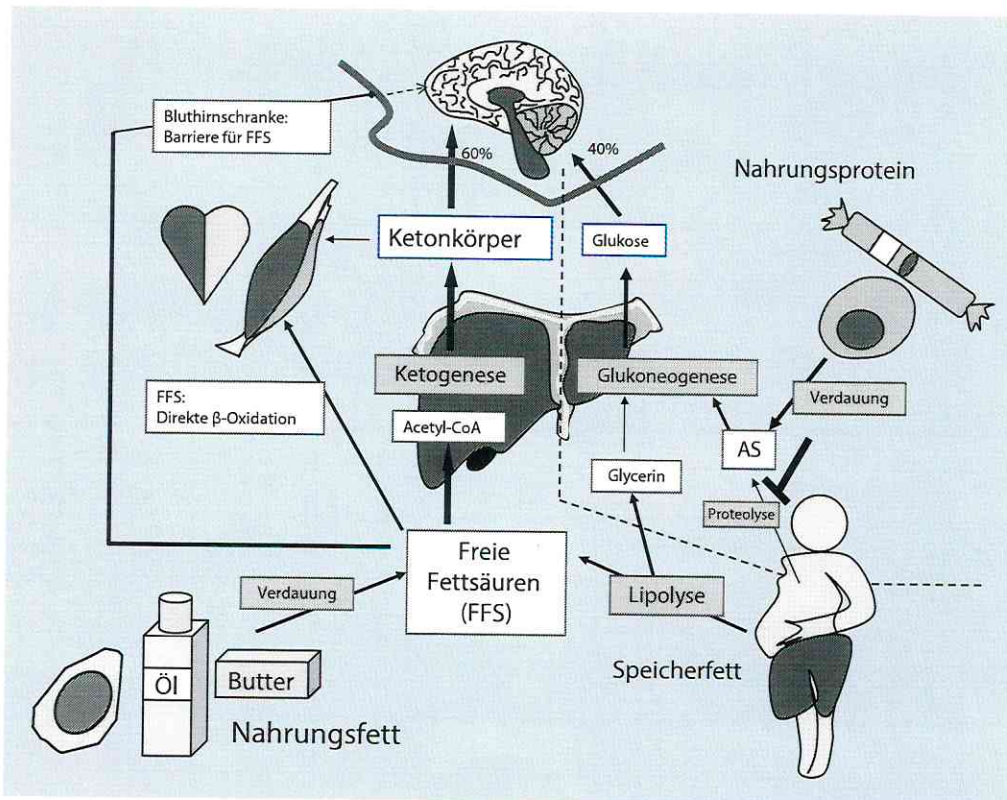 Bluthirnschranke:
Barriere für FFS
60%
40%
Nahrungsprotein
Ketonkörper
Glukose
Ketogenese
Glukoneogenese
Verdauung
FFS:
Direkte β-Oxidation
Acetyl-CoA
AS
Glycerin
Proteolyse
Freie
Fettsäuren
(FFS)
Verdauung
Lipolyse
Speicherfett
Öl
Butter
Nahrungsfett